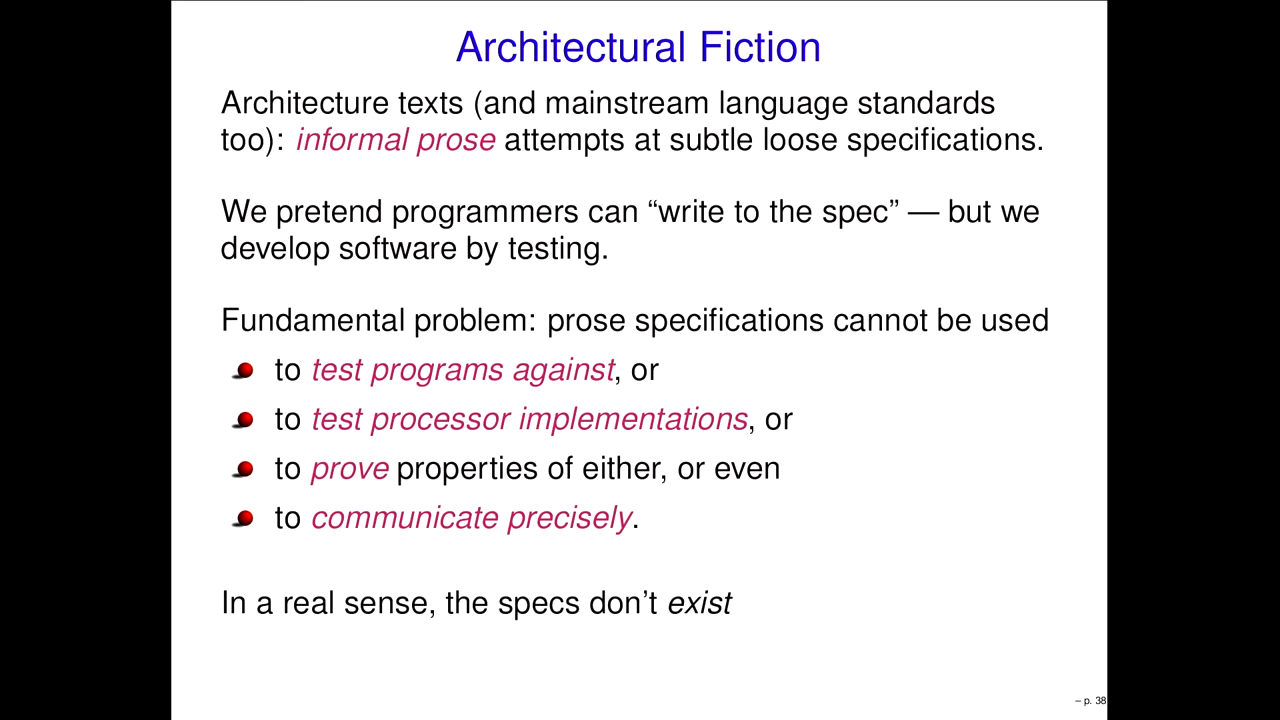 Architectural Fiction
Architecture texts (and mainstream language standards
too): informal prose attempts at subtle loose specifications.
We pretend programmers can “write to the spec” — but we
develop software by testing.
Fundamental problem: prose specifications cannot be used
to test programs against, or
to test processor implementations, or
to prove properties of either, or even
to communicate precisely.
In a real sense, the specs don’t exist
– p. 38